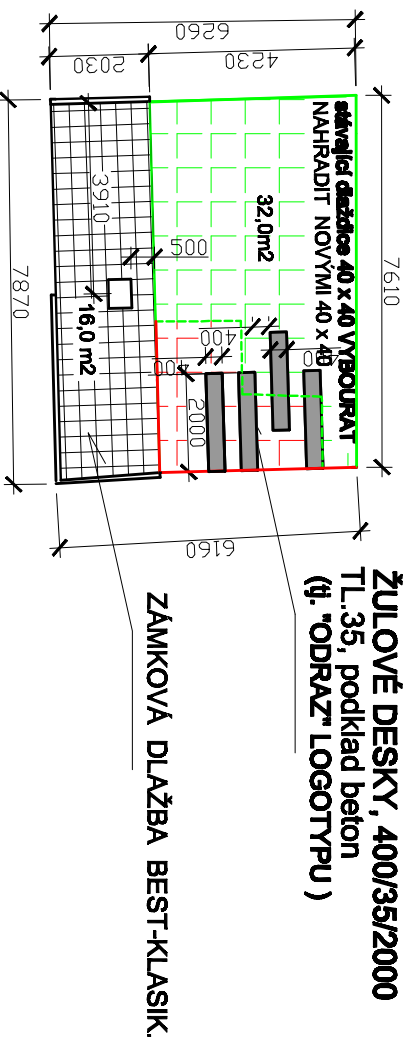 6260
2030
4230
7870
7610
stávající dlaždice 40 x 40 VYBOURAT
NAHRADIT NOVÝMI 40 x 40
32,0m2
3910
500
16,0 m2
400
400
2000
6160
ŽULOVÉ DESKY, 400/35/2000
TL.35, podklad beton
(tj. "ODRAZ" LOGOTYPU )
ZÁMKOVÁ DLAŽBA BEST-KLASIK.